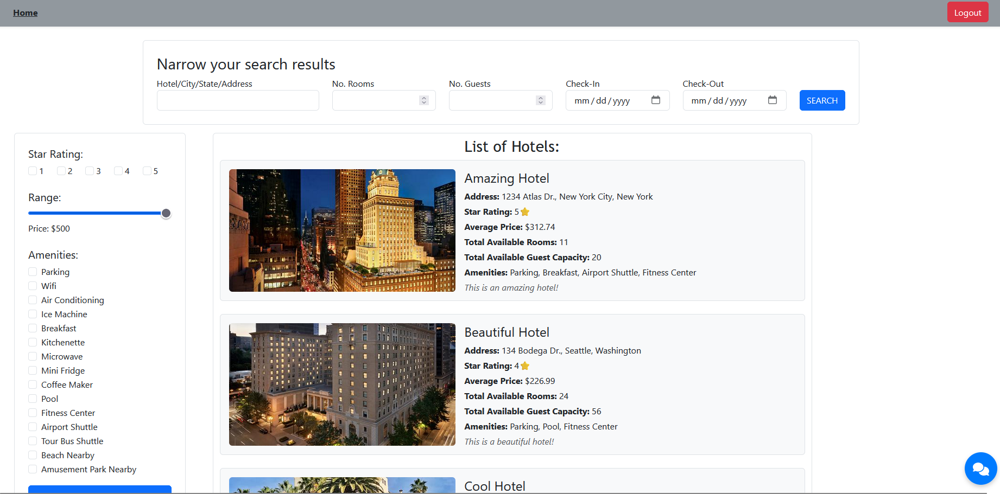 Home
Logout
Narrow your search results
Hotel/City/State/Address
No. Rooms
No. Guests
Check-In
Check-Out
mm/dd/yyyy
mm/dd/yyyy
SEARCH
Star Rating:
1 2 3 4 5
Range:
Price: $500
Amenities:
Parking
Wifi
Air Conditioning
Ice Machine
Breakfast
Kitchenette
Microwave
Mini Fridge
Coffee Maker
Pool
Fitness Center
Airport Shuttle
Tour Bus Shuttle
Beach Nearby
Amusement Park Nearby
List of Hotels:
Amazing Hotel
Address: 1234 Atlas Dr., New York City, New York
Star Rating: 5
Average Price: $312.74
Total Available Rooms: 11
Total Available Guest Capacity: 20
Amenities: Parking, Breakfast, Airport Shuttle, Fitness Center
This is an amazing hotel!
Beautiful Hotel
Address: 134 Bodega Dr., Seattle, Washington
Star Rating: 4
Average Price: $226.99
Total Available Rooms: 24
Total Available Guest Capacity: 56
Amenities: Parking, Pool, Fitness Center
This is a beautiful hotel!
Cool Hotel